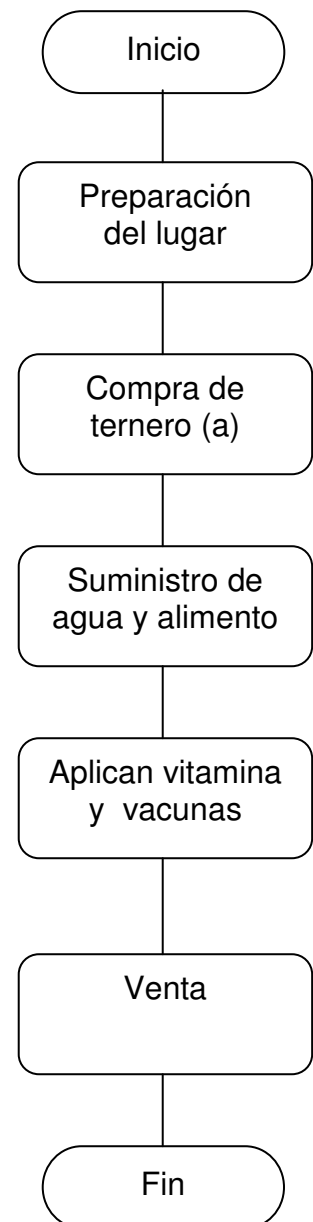 Inicio
Preparación
del lugar
Compra de
ternero (a)
Suministro de
agua y alimento
Aplican vitamina
y vacunas
Venta
Fin